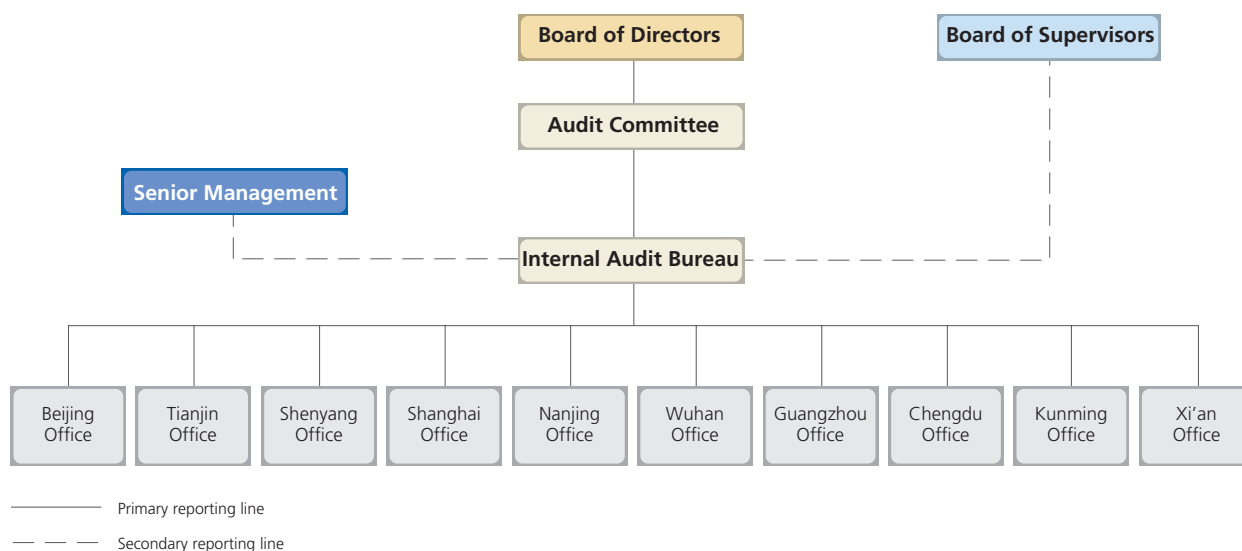 Board of Directors
Board of Supervisors
Audit Committee
Senior Management
Internal Audit Bureau
Beijing
Office
Tianjin
Office
Shenyang
Office
Shanghai
Office
Nanjing
Office
Wuhan
Office
Guangzhou
Office
Chengdu
Office
Kunming
Office
Xi’an
Office
Primary reporting line
Secondary reporting line